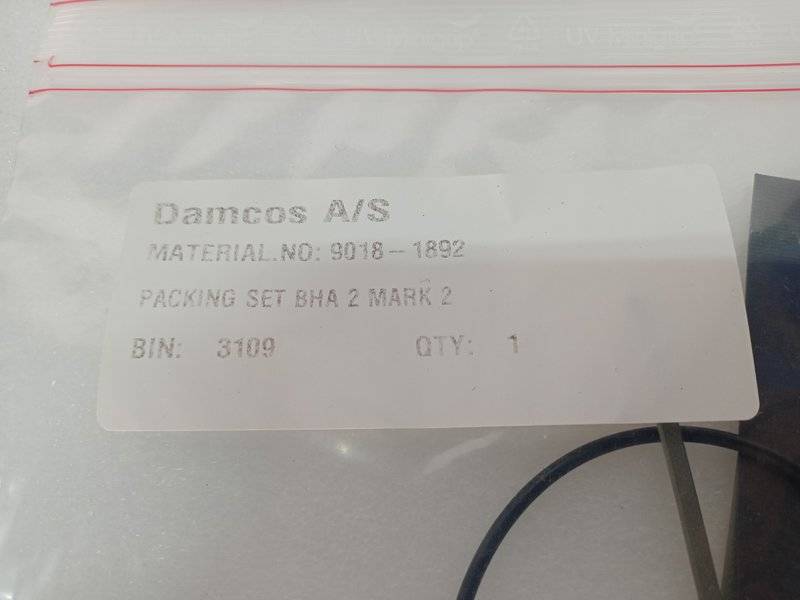 Damcos A/S
MATERIAL.NO: 9018-1892
PACKING SET BHA 2 MARK 2
BIN: 3109 QTY: 1